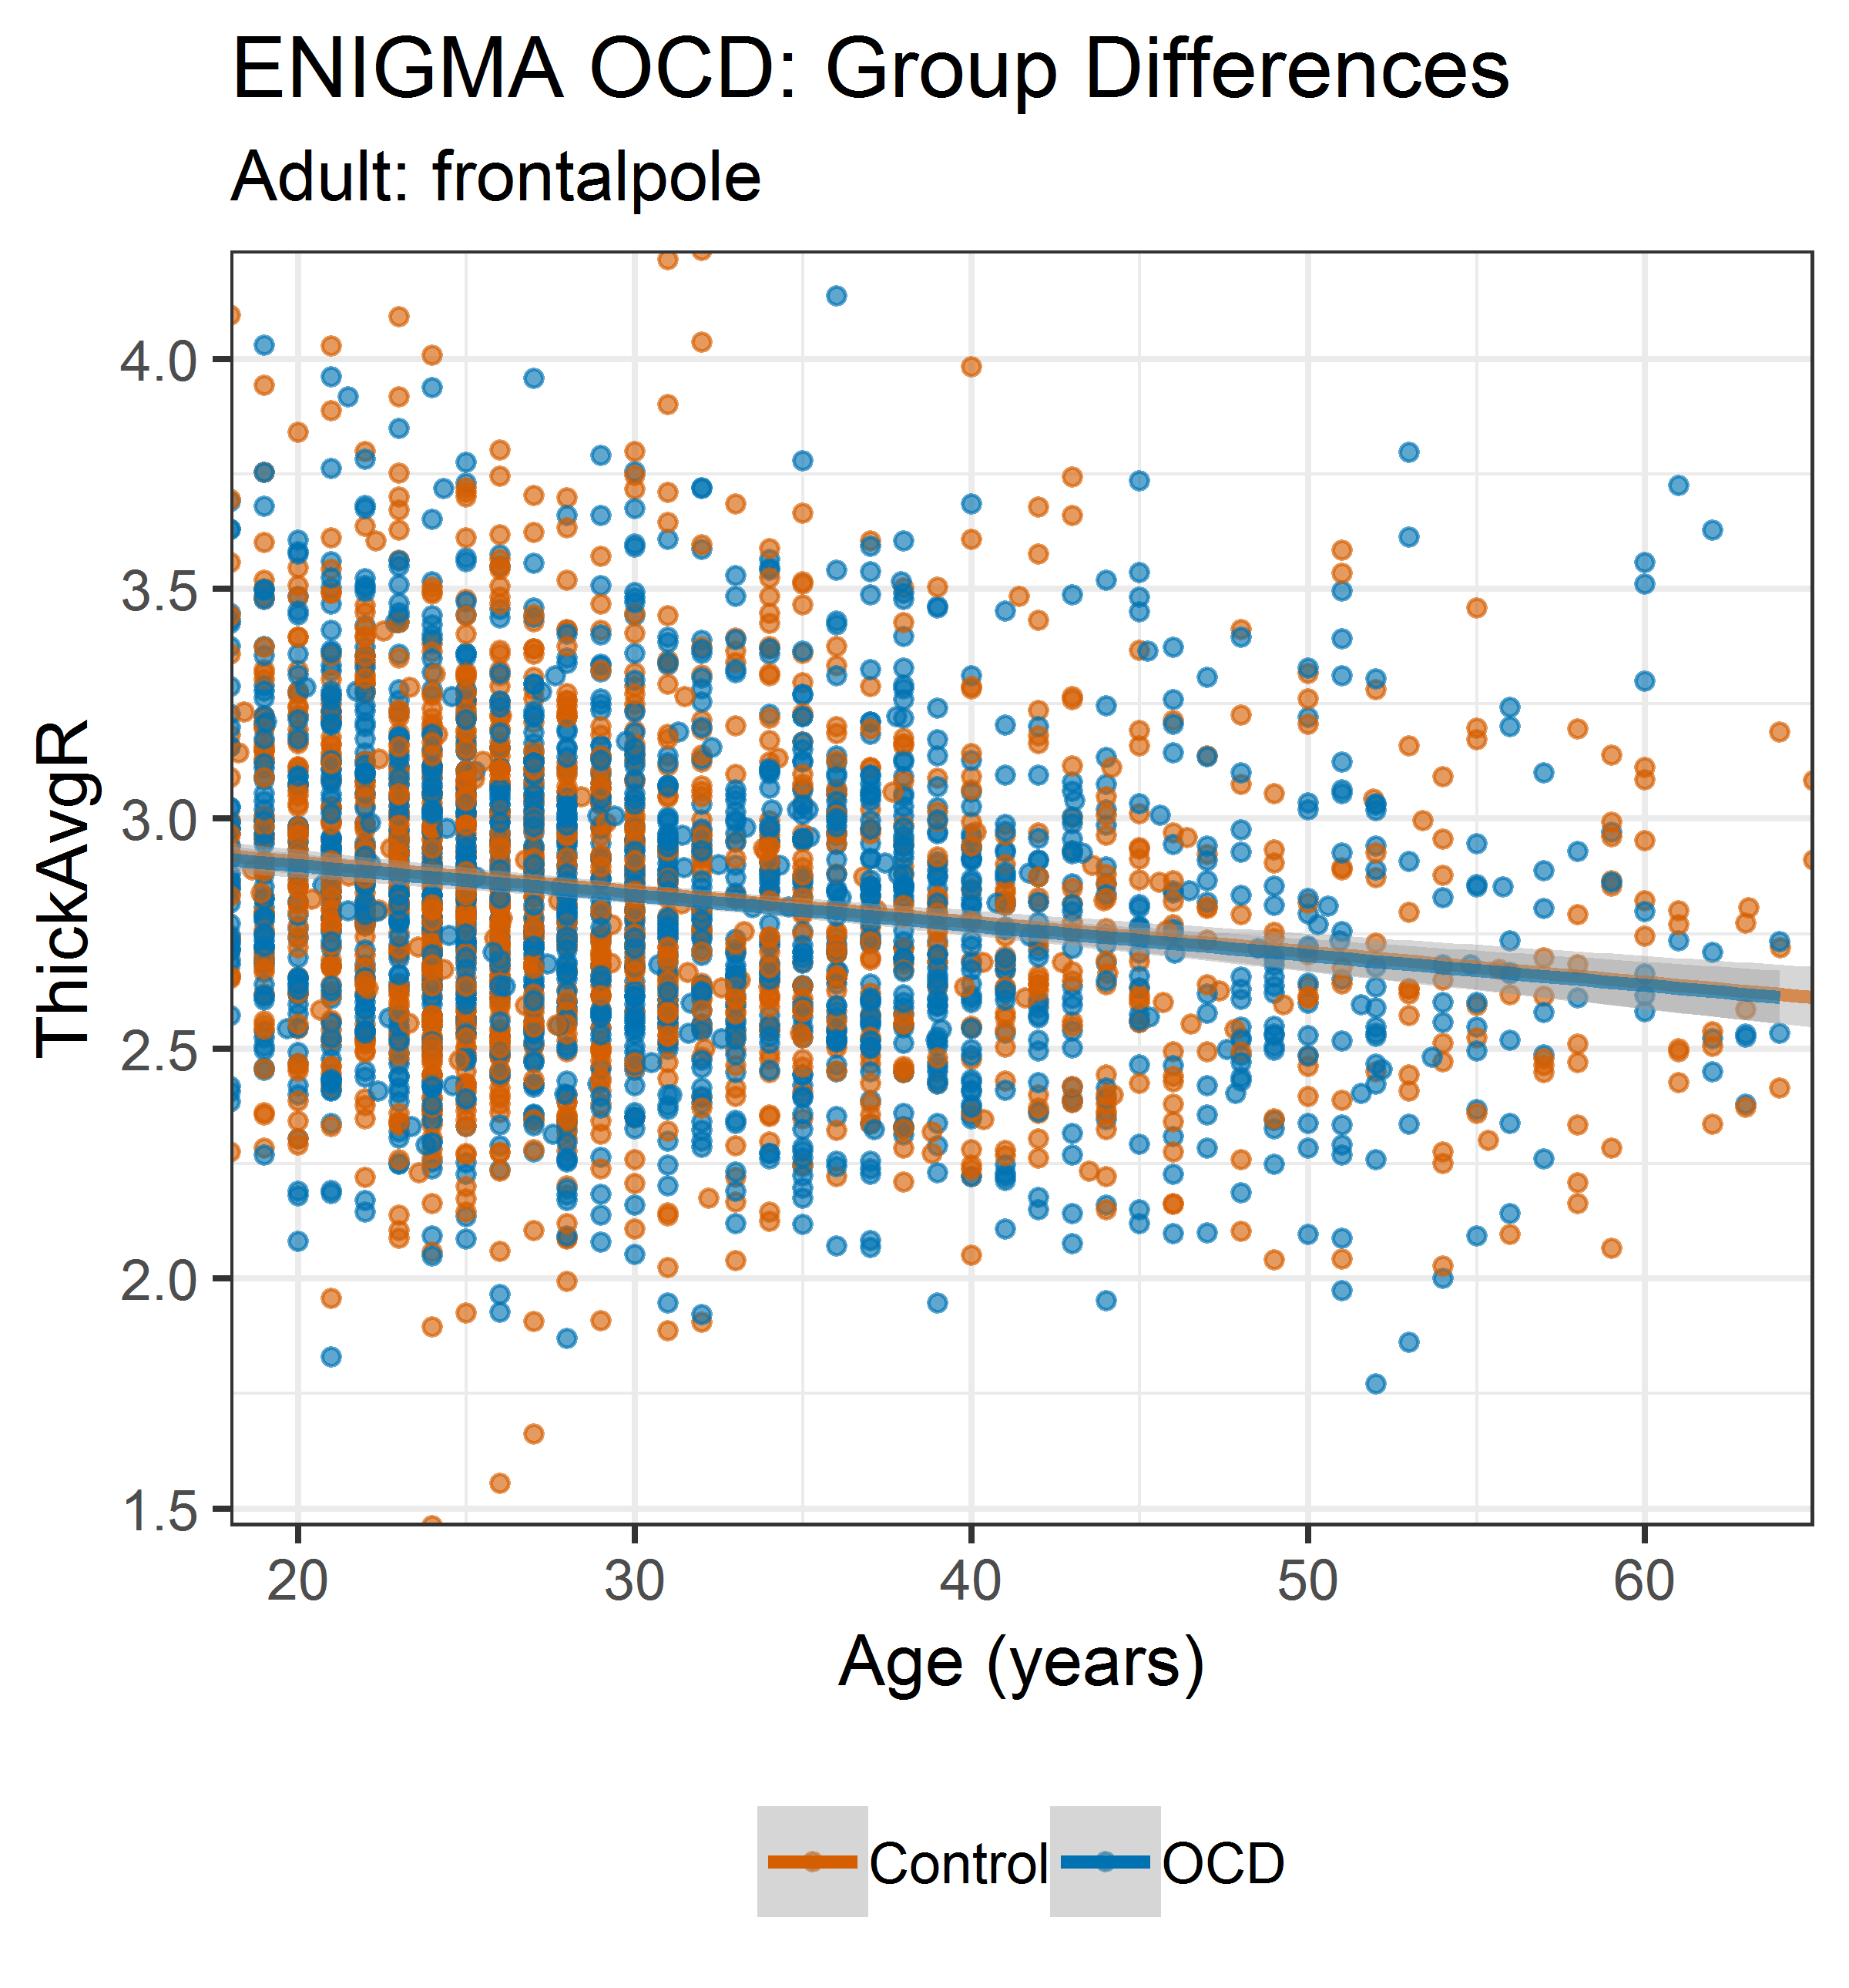 ENIGMA OCD: Group Differences
Adult: frontalpole
ThickAvgR
4.0
3.5
3.0
2.5
2.0
1.5
20 30 40 50 60
Age (years)
Control OCD